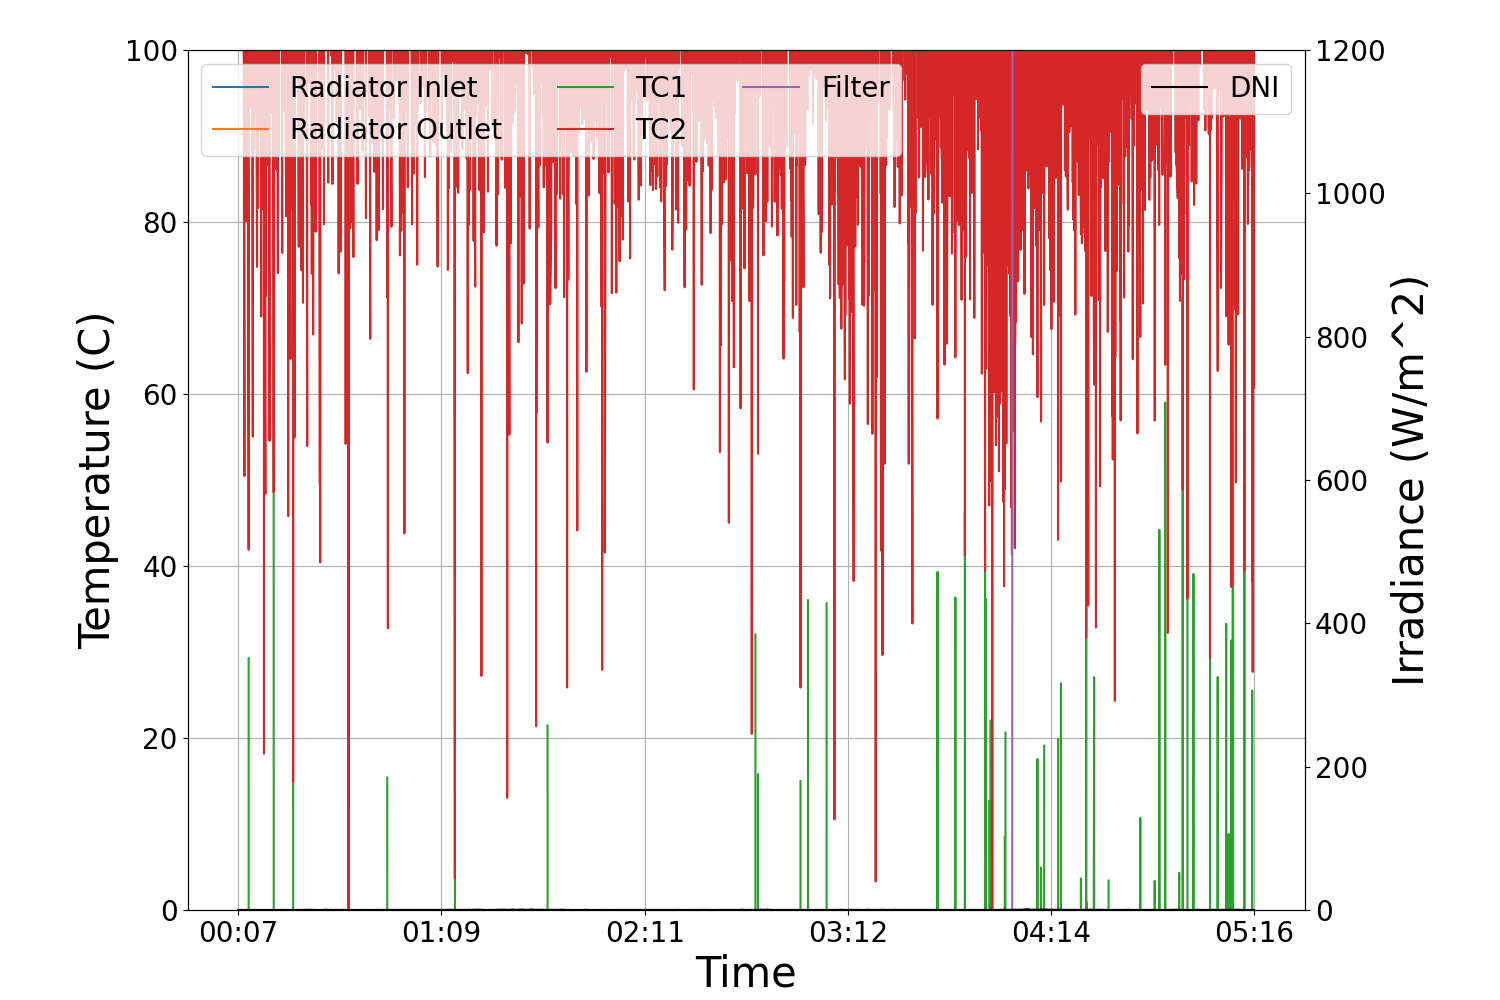 100
80
60
40
20
0
Temperature (C)
Radiator Inlet
Radiator Outlet
TC1
TC2
Filter
DNI
1200
1000
800
600
400
200
0
Irradiance (W/m^2)
00:07
01:09
02:11
03:12
04:14
05:16
Time